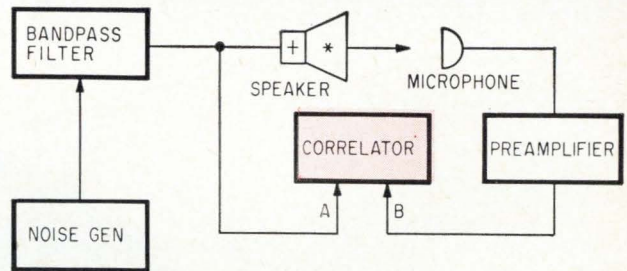 BANDPASS
FILTER
+
*
SPEAKER
MICROPHONE
CORRELATOR
PREAMPLIFIER
A
B
NOISE GEN